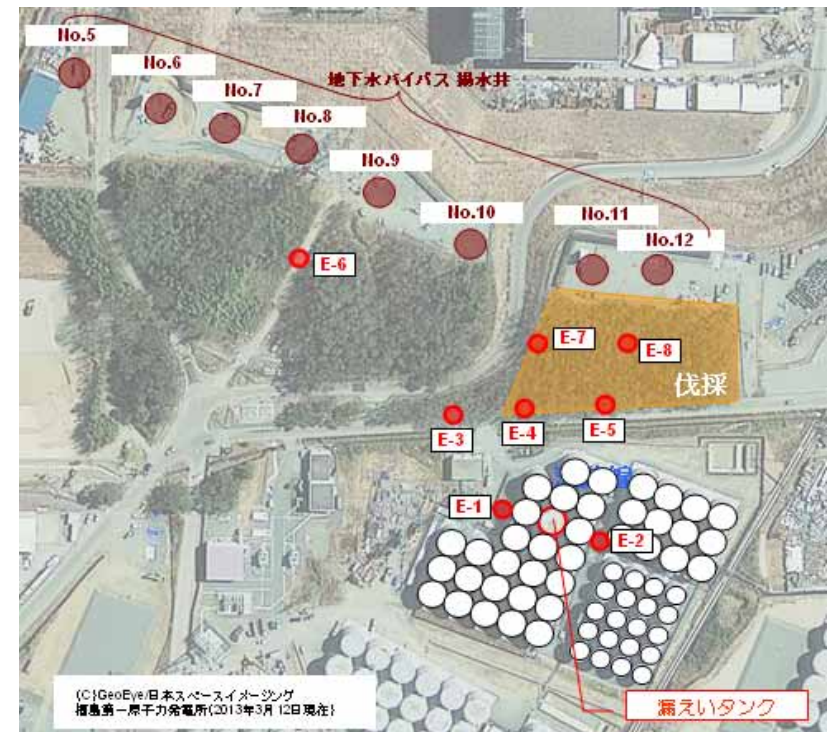 No.5
No.6
No.7
No.8
地下水バイパス 揚水井
No.9
No.10
No.11
No.12
E-6
E-7
E-8
伐採
E-3
E-4
E-5
E-1
E-2
漏えいタンク
(C)GeoEye/日本スペースイメージング
福島第一原子力発電所(2013年3月12日現在)